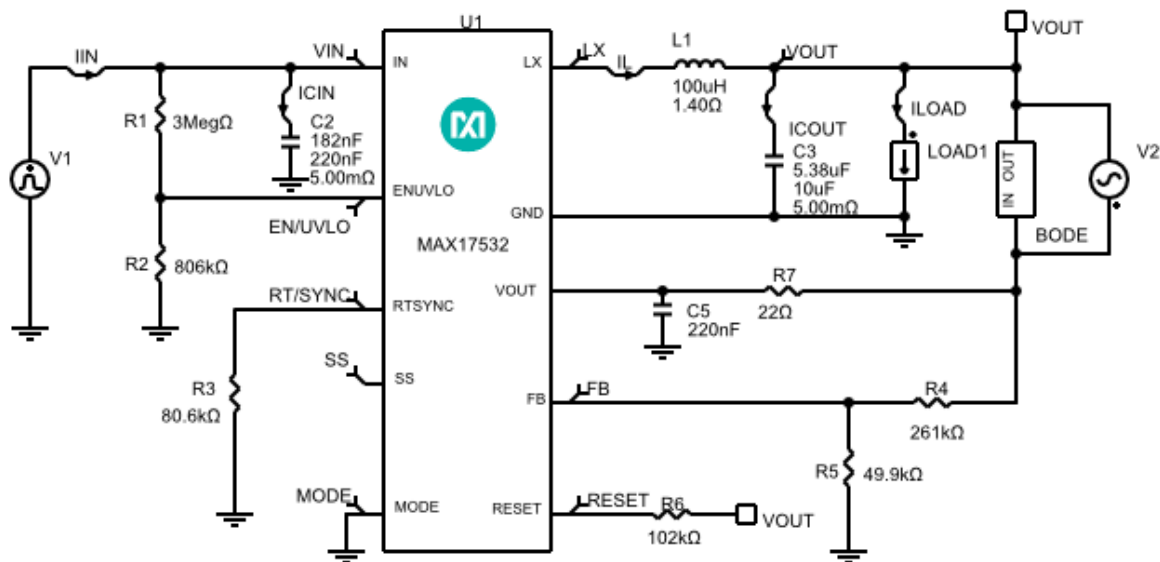 U1
VOUT
IIN
VIN
IN
LX
LX
IL
L1
100uH
1.40Ω
VOUT
ICIN
C2
182nF
220nF
5.00mΩ
R1
3MegΩ
V1
ICOUT
C3
5.38uF
10uF
5.00mΩ
ILOAD
LOAD1
IN OUT
V2
BODE
ENUVLO
EN/UVLO
GND
MAX17532
R2
806kΩ
RT/SYNC
RTSYNC
VOUT
R7
22Ω
C5
220nF
SS
SS
R3
80.6kΩ
FB
FB
R4
261kΩ
R5
49.9kΩ
MODE
MODE
RESET
RESET
R6
102kΩ
VOUT